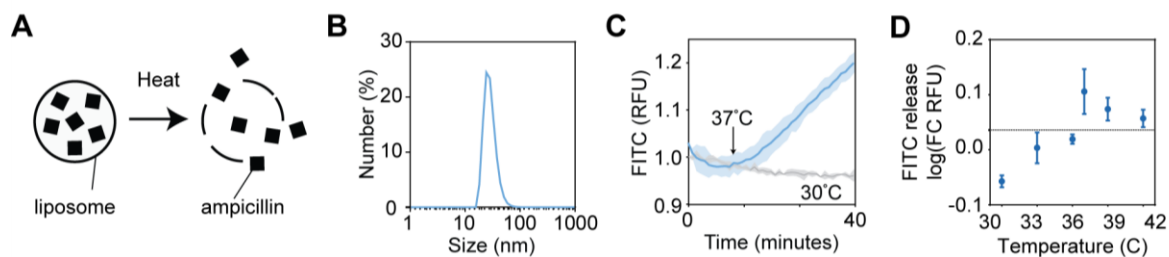 A
Heat
liposome
ampicillin
B
Number (%)
30
20
10
0
1
10
100
1000
Size (nm)
C
FITC (RFU)
1.2
1.1
1.0
0.9
37˚C
30˚C
0
40
Time (minutes)
D
FITC release
log(FC RFU)
0.2
0.1
0.0
-0.1
30
33
36
39
42
Temperature (C)